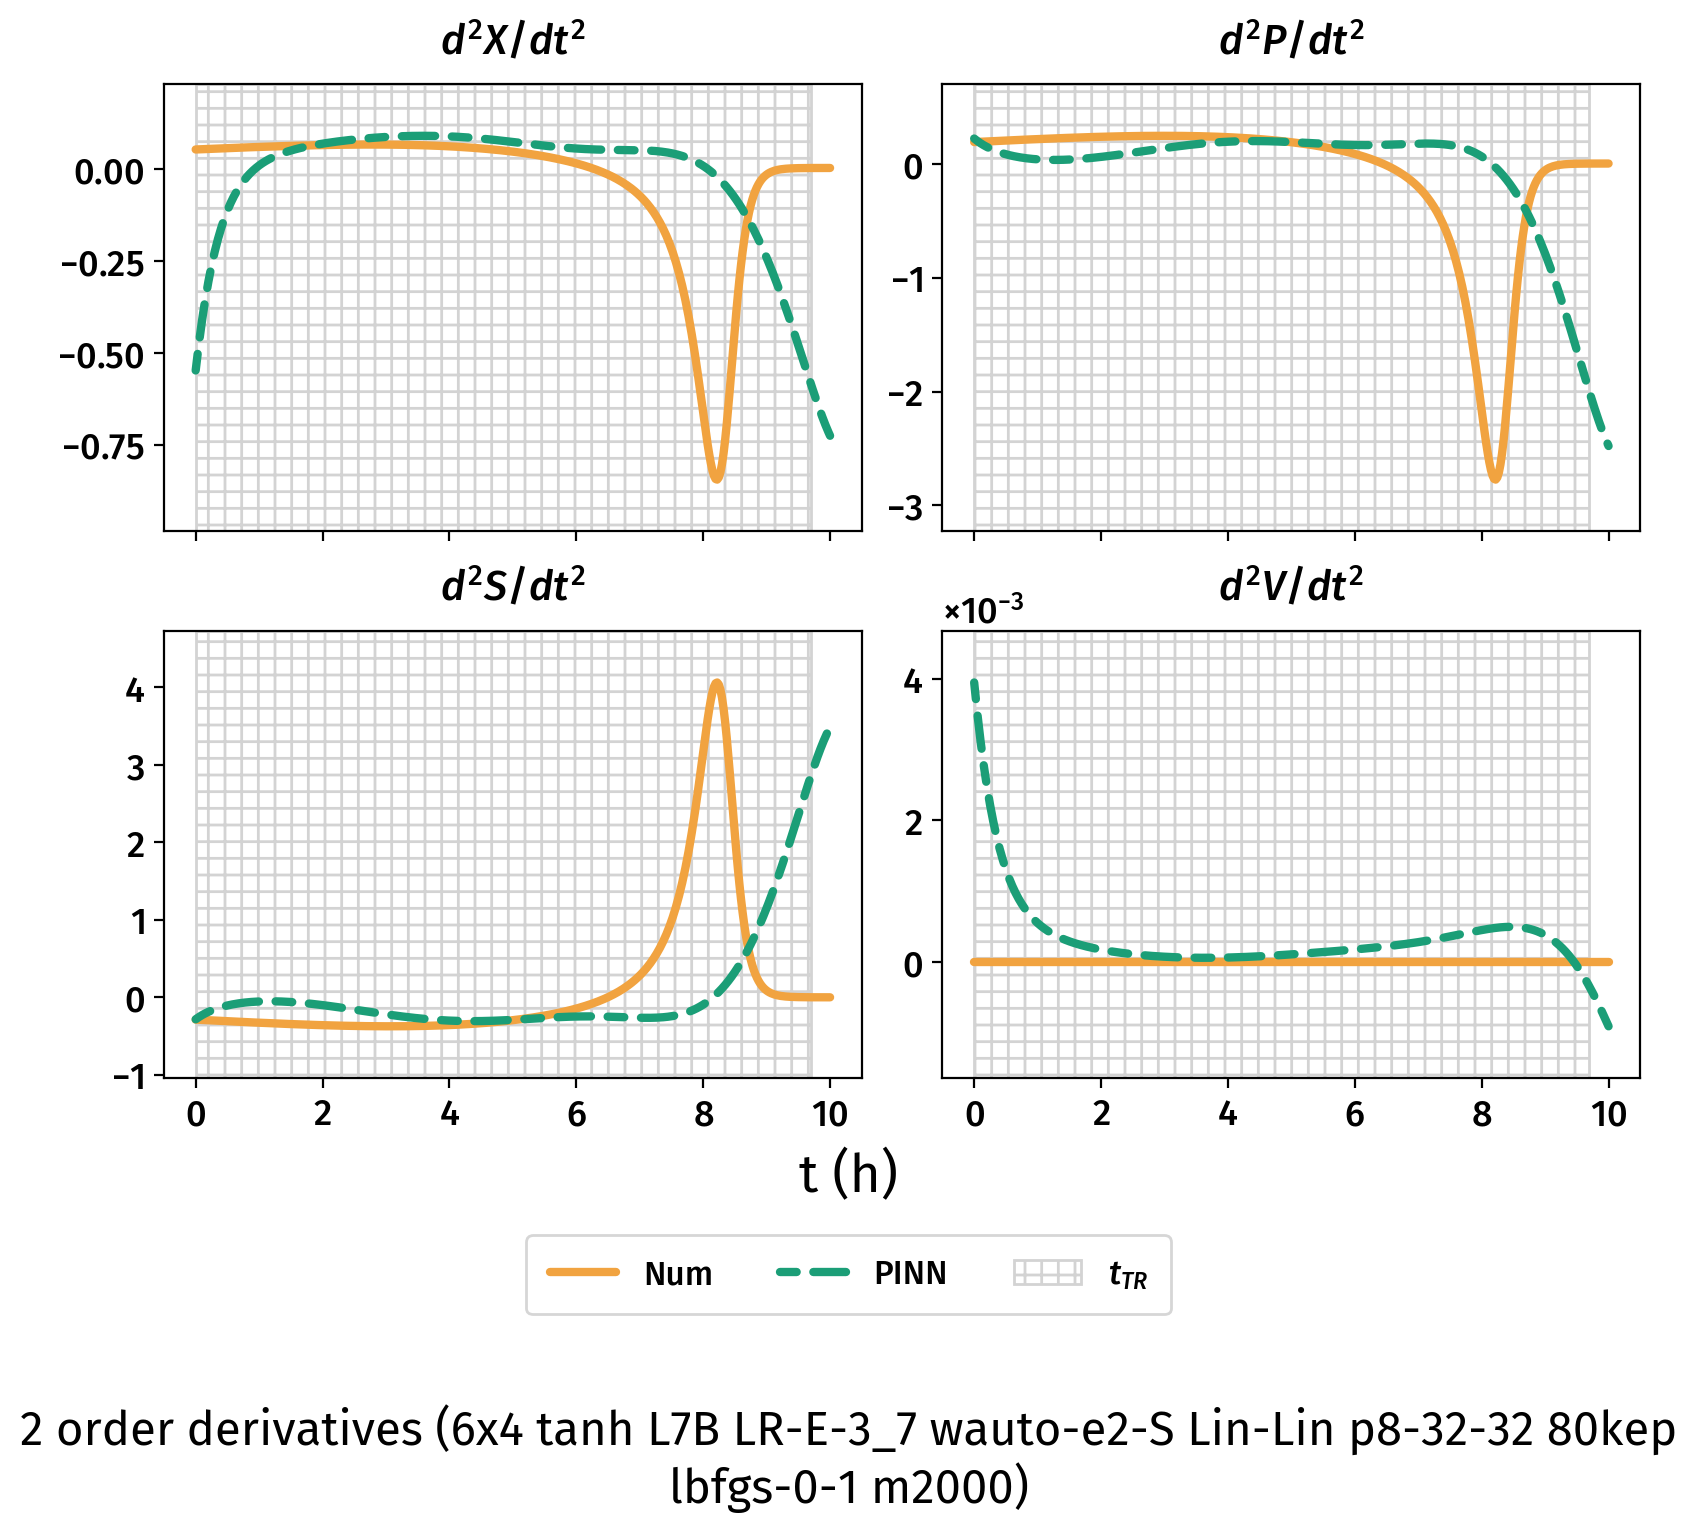 d²X/dt²
d²P/dt²
0.00
−0.25
−0.50
−0.75
0
−1
−2
−3
d²S/dt²
d²V/dt²
×10⁻³
4
3
2
1
0
−1
4
2
0
0 2 4 6 8 10
0 2 4 6 8 10
t (h)
Num PINN t_TR
2 order derivatives (6x4 tanh L7B LR-E-3_7 wauto-e2-S Lin-Lin p8-32-32 80kep
lbfgs-0-1 m2000)